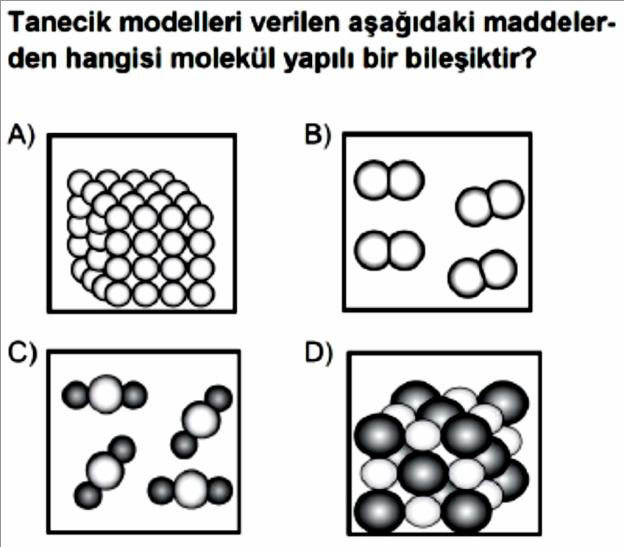 Tanecik modelleri verilen aşağıdaki maddeler-
den hangisi molekül yapılı bir bileşiktir?
A)
B)
C)
D)